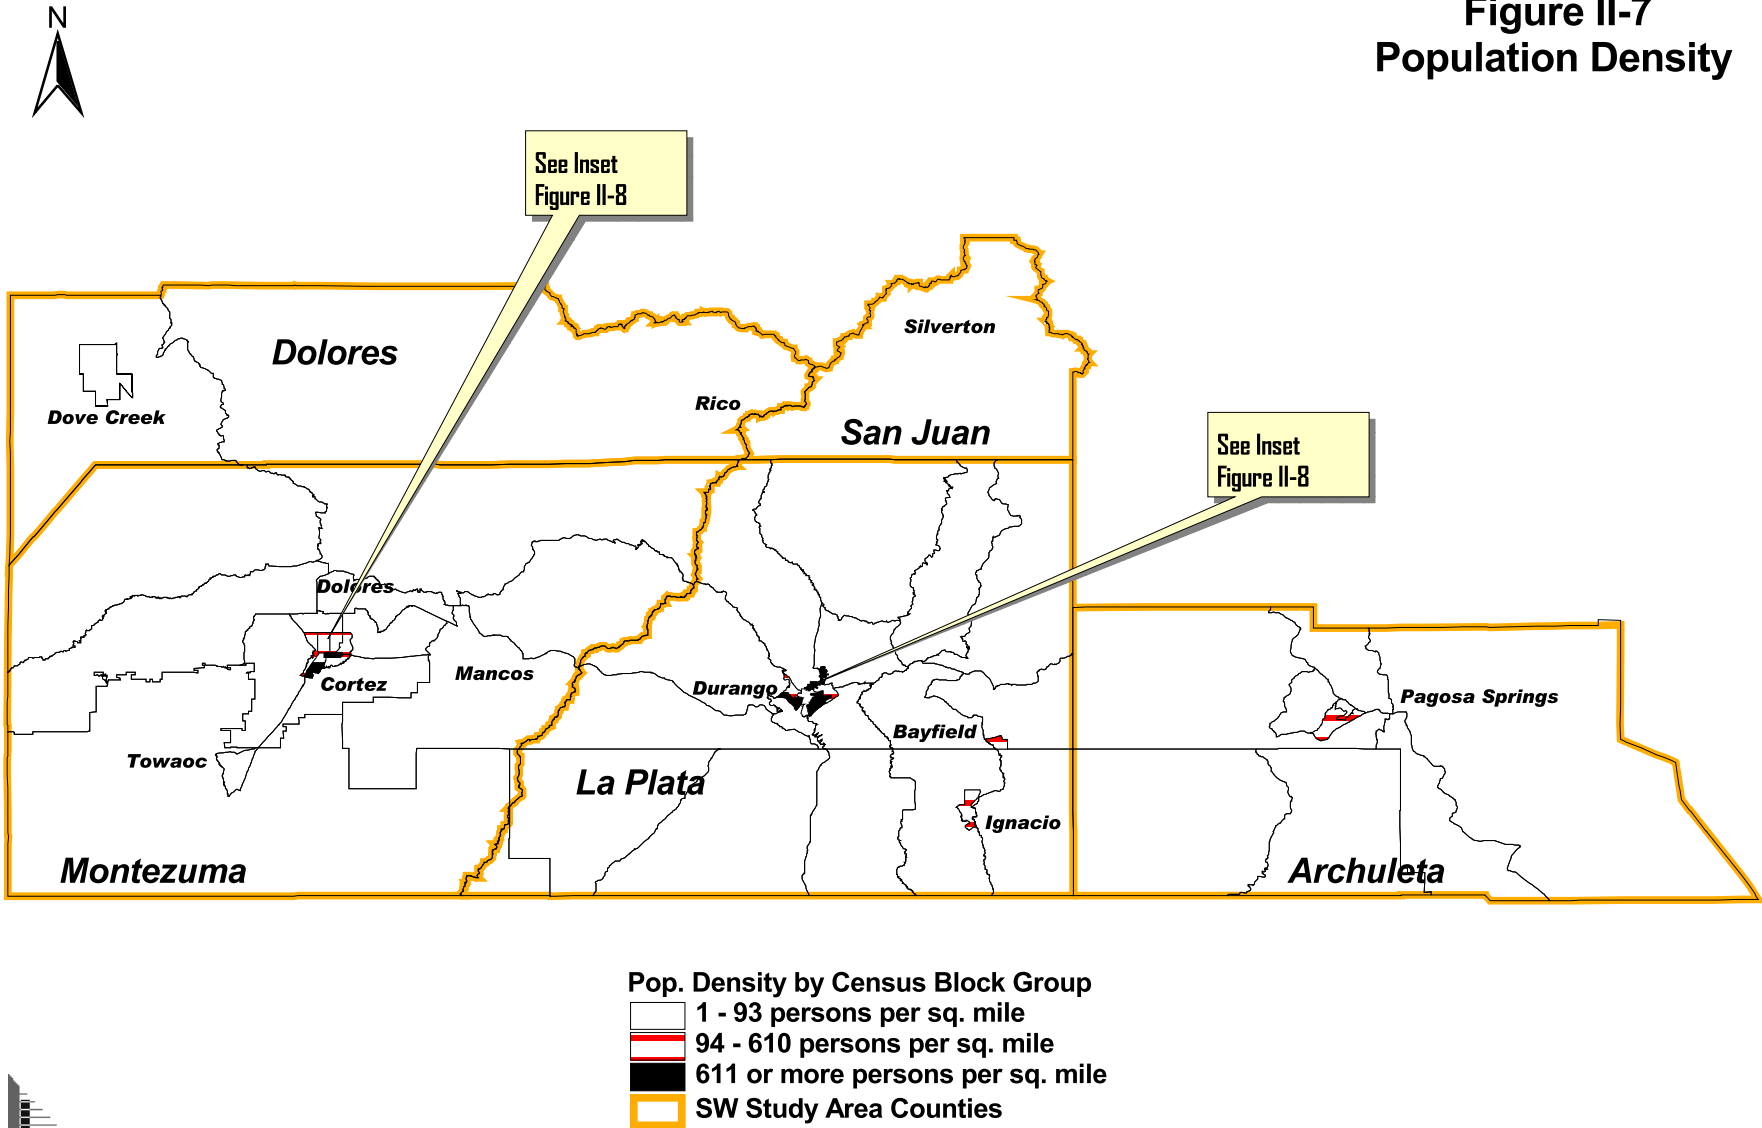 N
Figure II-7
Population Density
See Inset
Figure II-8
Silverton
Dolores
Rico
Dove Creek
San Juan
See Inset
Figure II-8
Dolores
Cortez
Mancos
Durango
Pagosa Springs
Bayfield
Towaoc
La Plata
Ignacio
Montezuma
Archuleta
Pop. Density by Census Block Group
1 - 93 persons per sq. mile
94 - 610 persons per sq. mile
611 or more persons per sq. mile
SW Study Area Counties